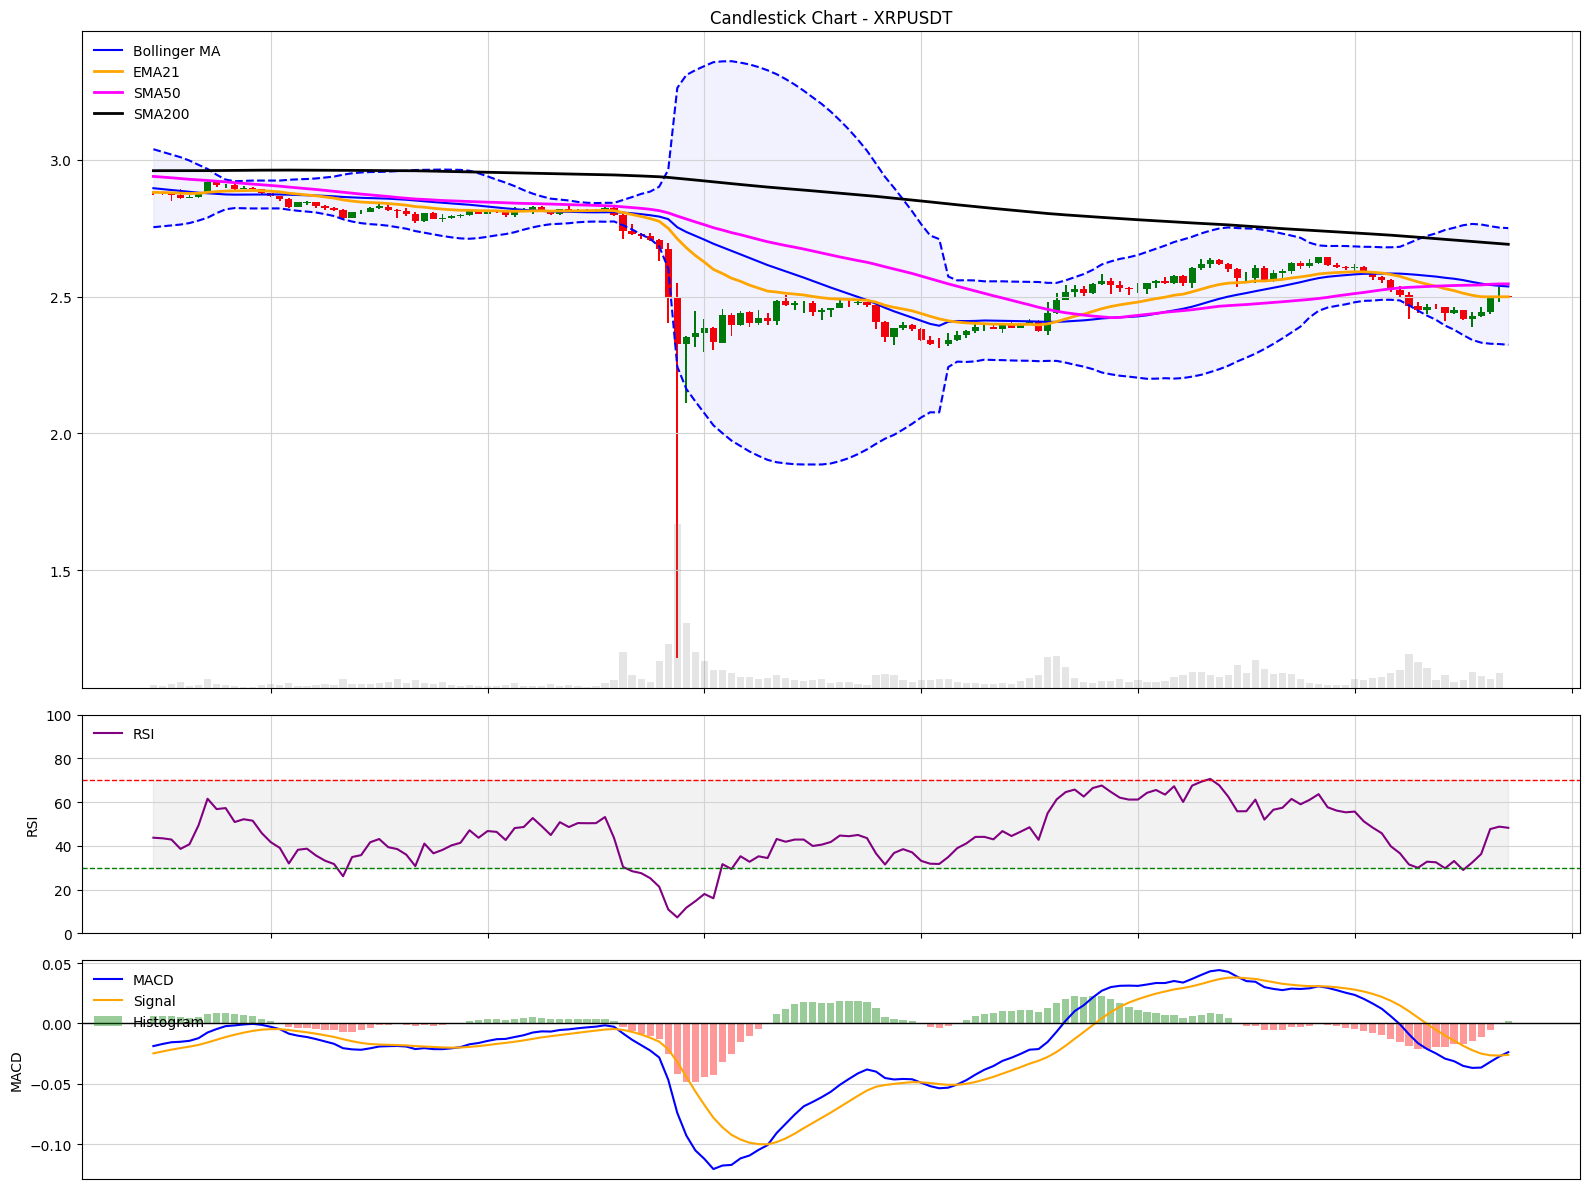 Candlestick Chart - XRPUSDT
Bollinger MA
EMA21
SMA50
SMA200
3.0
2.5
2.0
1.5
RSI
100
80
60
40
20
0
RSI
MACD
Signal
Histogram
0.05
0.00
−0.05
−0.10
MACD